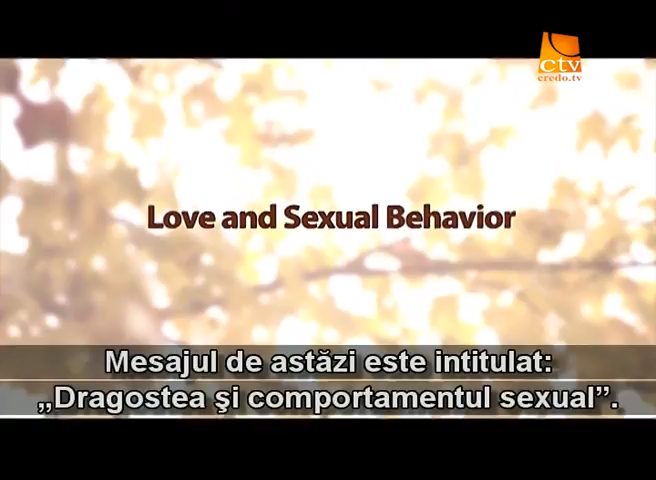 ctv
credo.tv
Love and Sexual Behavior
Mesajul de astăzi este intitulat:
„Dragostea şi comportamentul sexual”.